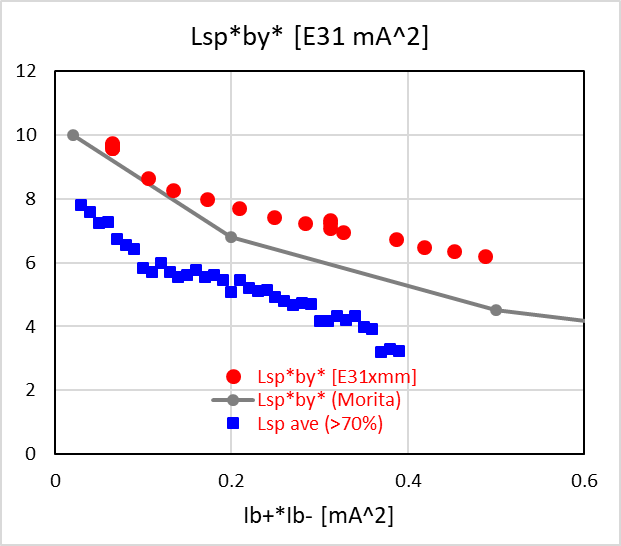 Lsp*by* [E31 mA^2]
12
10
8
6
4
2
0
Lsp*by* [E31xmm]
Lsp*by* (Morita)
Lsp ave (>70%)
0 0.2 0.4 0.6
Ib+*Ib- [mA^2]